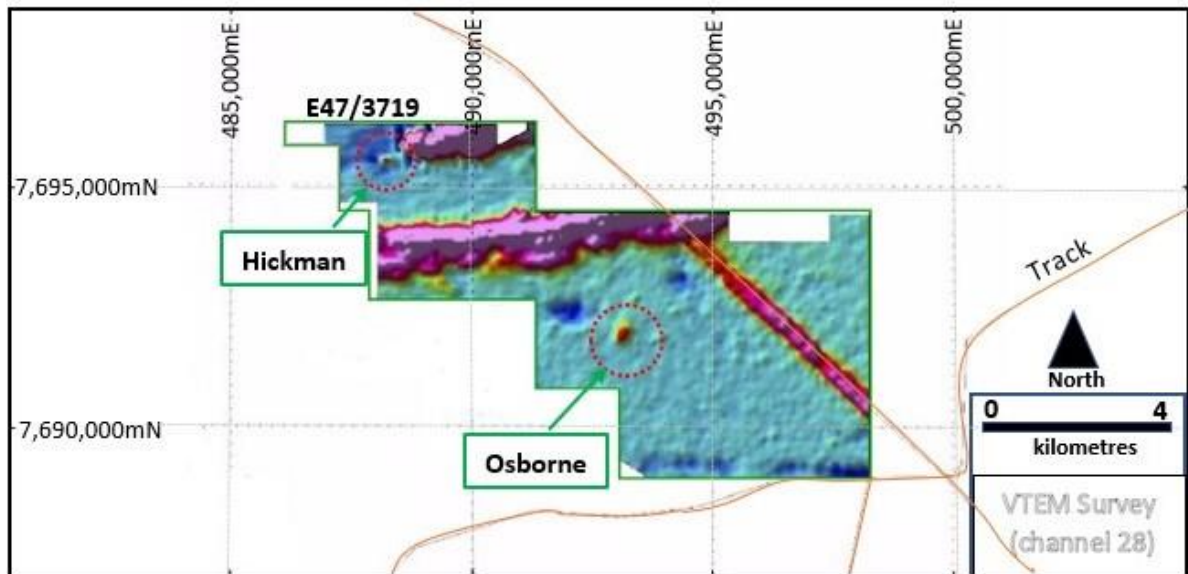 485,000mE
490,000mE
495,000mE
500,000mE
E47/3719
7,695,000mN
Hickman
Track
North
0 4
kilometres
7,690,000mN
Osborne
VTEM Survey
(channel 28)